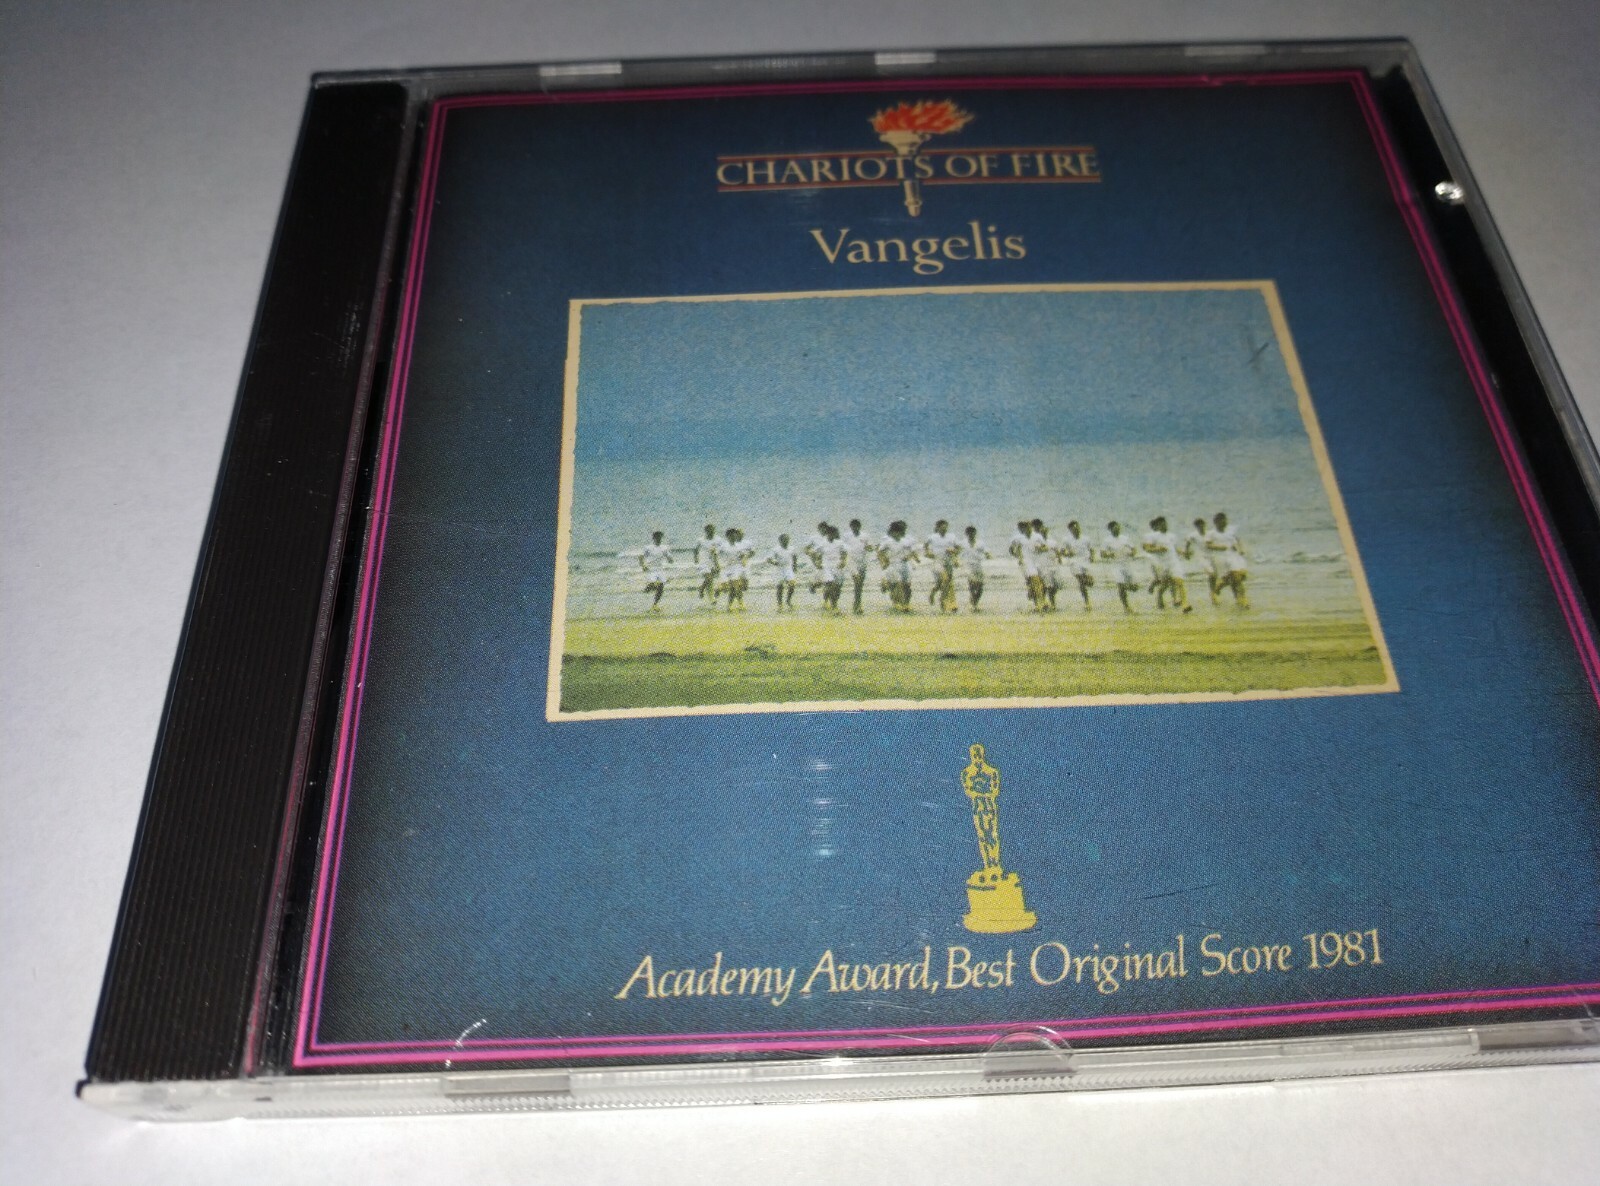 CHARIOTS OF FIRE
Vangelis
Academy Award, Best Original Score 1981